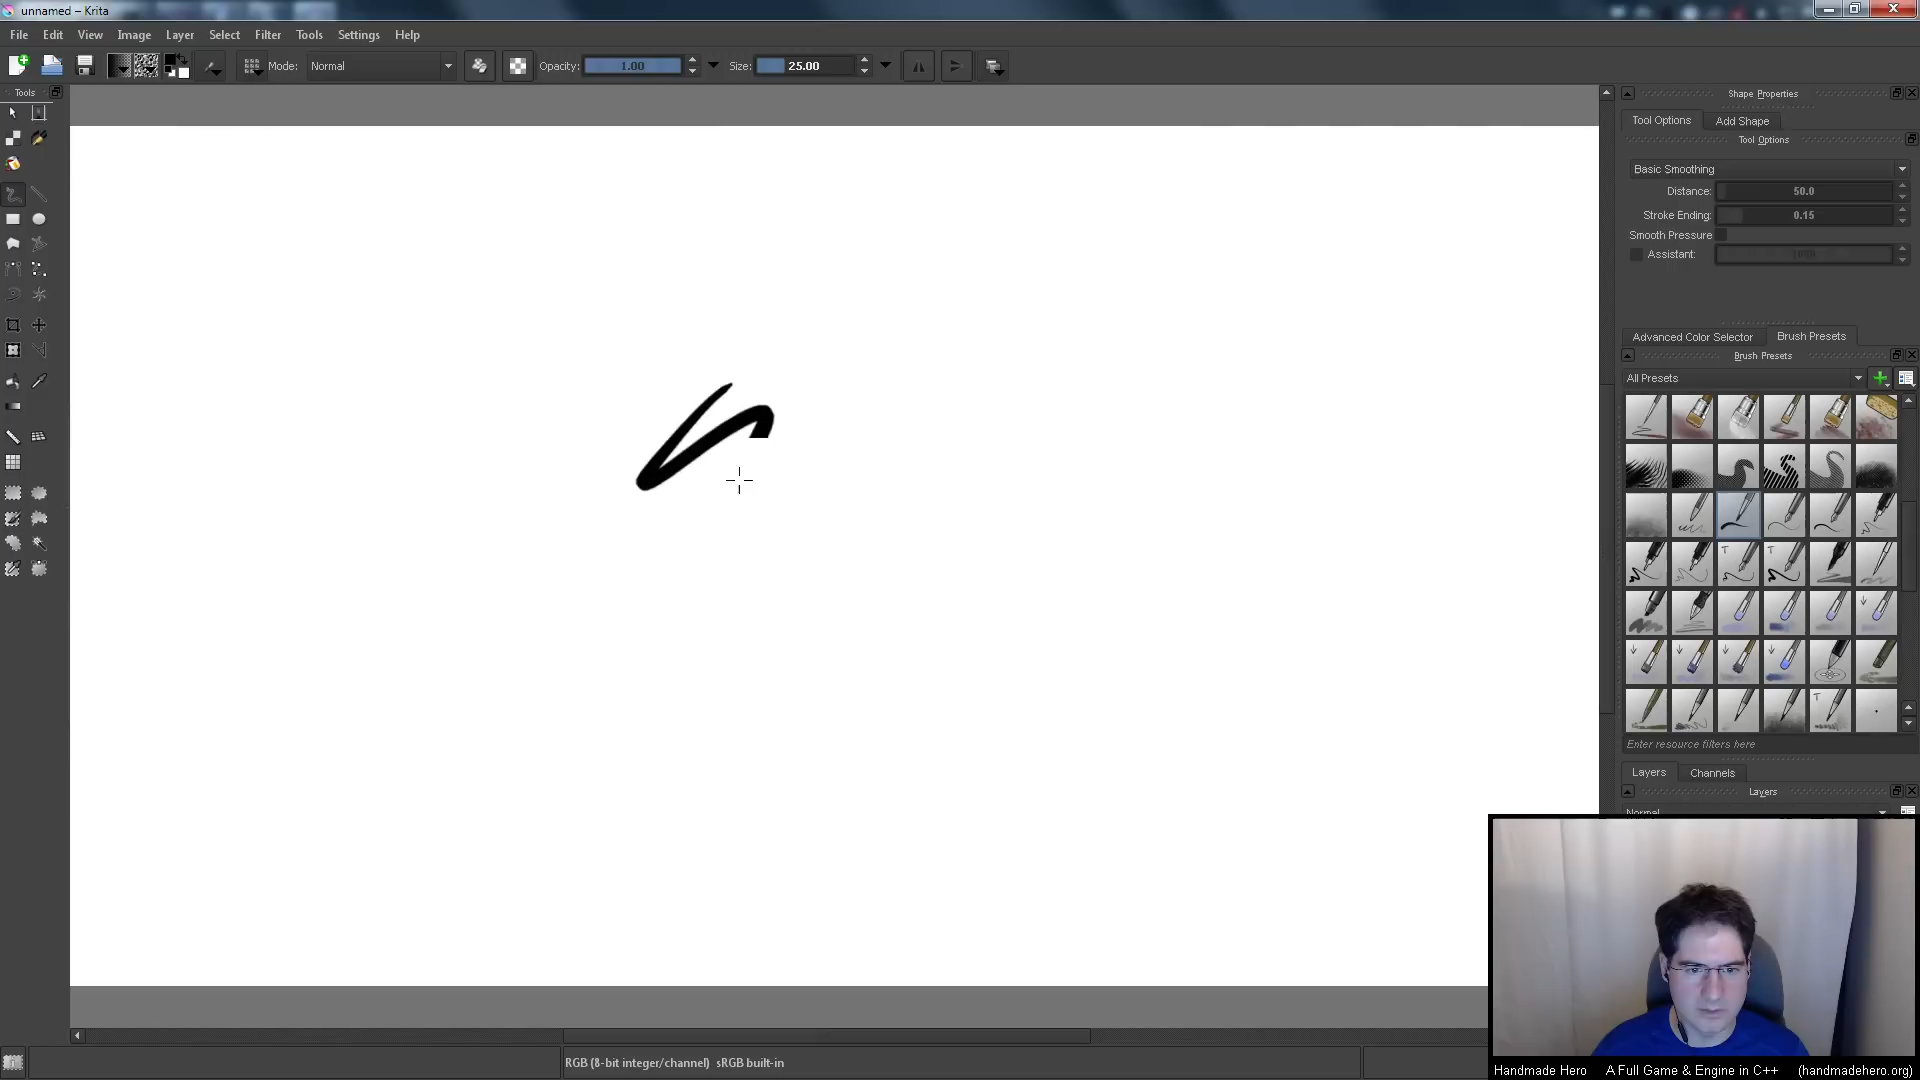 unnamed – Krita
File Edit View Image Layer Select Filter Tools Settings Help
Mode: Normal Opacity: 1.00 Size: 25.00
Tools
Shape Properties
Tool Options Add Shape
Tool Options
Basic Smoothing
Distance: 50.0
Stroke Ending: 0.15
Smooth Pressure
Assistant:
Advanced Color Selector Brush Presets
Brush Presets
All Presets
Enter resource filters here
Layers Channels
Layers
Normal
RGB (8-bit integer/channel) sRGB built-in
Handmade Hero A Full Game & Engine in C++ (handmadehero.org)